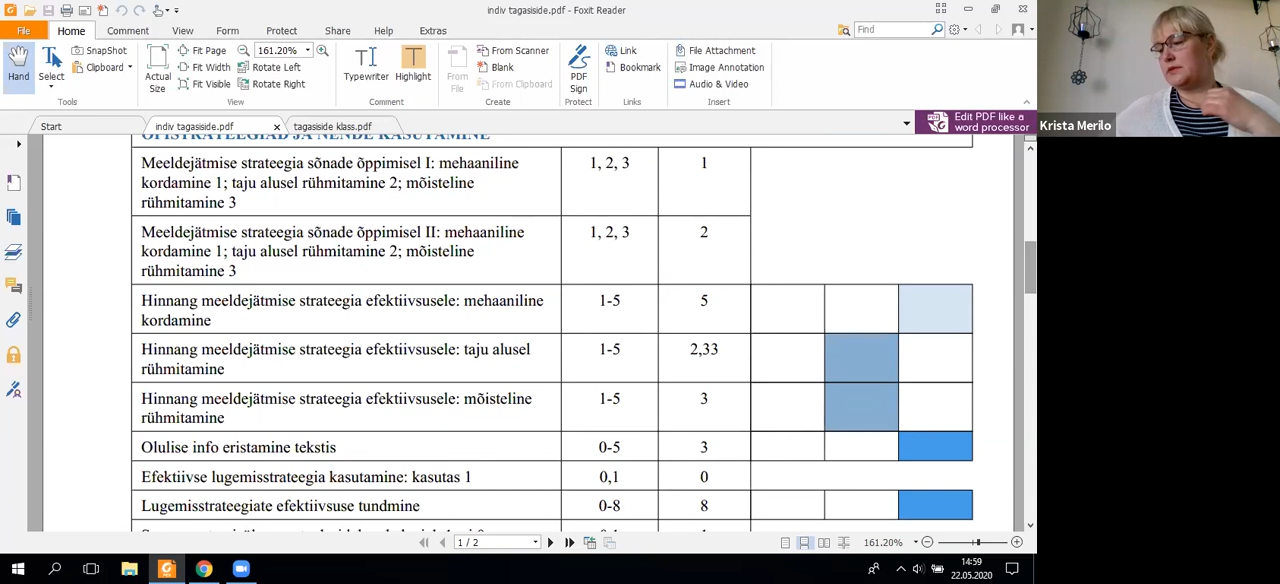 indiv tagasiside.pdf - Foxit Reader
File Home Comment View Form Protect Share Help Extras
Find
Hand
Select
SnapShot
Clipboard
Tools
Actual Size
Fit Page
Fit Width
Fit Visible
161.20%
Rotate Left
Rotate Right
View
Typewriter
Highlight
Comment
From File
From Scanner
Blank
From Clipboard
Create
PDF Sign
Protect
Link
Bookmark
Links
File Attachment
Image Annotation
Audio & Video
Insert
Start
indiv tagasiside.pdf
tagasiside klass.pdf
Edit PDF like a
word processor
Krista Merilo
ÕPISTRATEEGIAD JA NENDE KASUTAMINE
Meeldejätmise strateegia sõnade õppimisel I: mehaaniline 1, 2, 3 1
kordamine 1; taju alusel rühmitamine 2; mõisteline
rühmitamine 3
Meeldejätmise strateegia sõnade õppimisel II: mehaaniline 1, 2, 3 2
kordamine 1; taju alusel rühmitamine 2; mõisteline
rühmitamine 3
Hinnang meeldejätmise strateegia efektiivsusele: mehaaniline 1-5 5
kordamine
Hinnang meeldejätmise strateegia efektiivsusele: taju alusel 1-5 2,33
rühmitamine
Hinnang meeldejätmise strateegia efektiivsusele: mõisteline 1-5 3
rühmitamine
Olulise info eristamine tekstis 0-5 3
Efektiivse lugemisstrateegia kasutamine: kasutas 1 0,1 0
Lugemisstrateegiate efektiivsuse tundmine 0-8 8
1 / 2
161.20%
14:59
22.05.2020